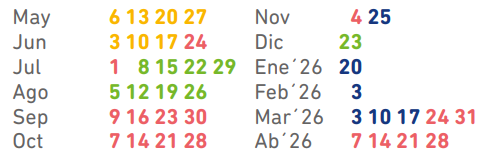 May 6 13 20 27
Jun 3 10 17 24
Jul 1 8 15 22 29
Ago 5 12 19 26
Sep 9 16 23 30
Oct 7 14 21 28
Nov 4 25
Dic 23
Ene´26 20
Feb´26 3
Mar´26 3 10 17 24 31
Ab´26 7 14 21 28